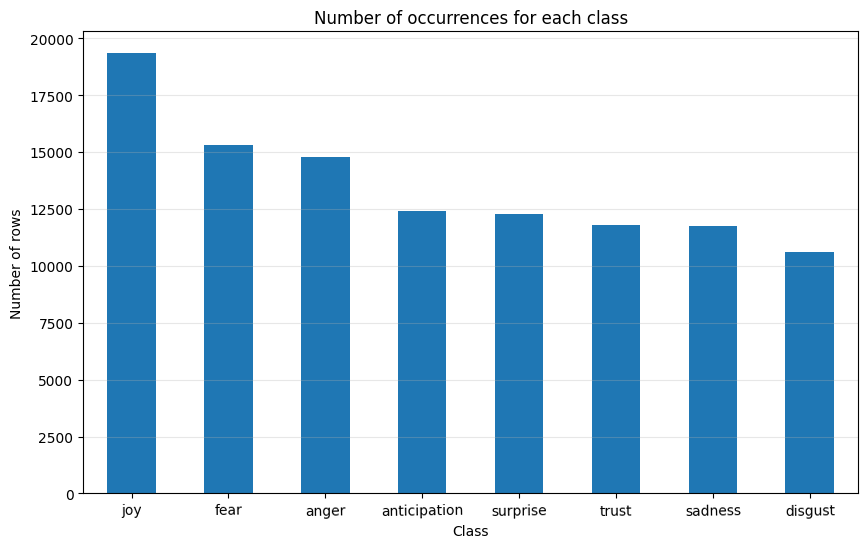 Number of occurrences for each class
20000
17500
15000
12500
10000
7500
5000
2500
0
Number of rows
joy fear anger anticipation surprise trust sadness disgust
Class